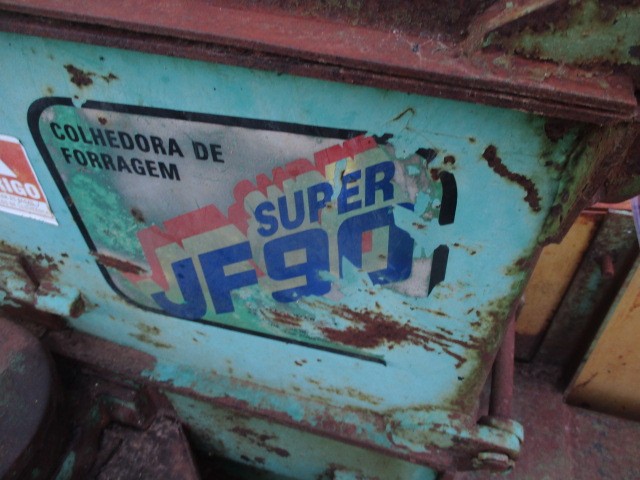 COLHEDORA DE
FORRAGEM
SUPER
JF90